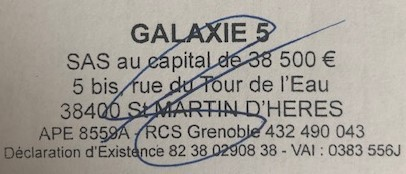 GALAXIE 5
SAS au capital de 38 500 €
5 bis, rue du Tour de l'Eau
38400 St MARTIN D'HERES
APE 8559A - RCS Grenoble 432 490 043
Déclaration d'Existence 82 38 02908 38 - VAI : 0383 556J